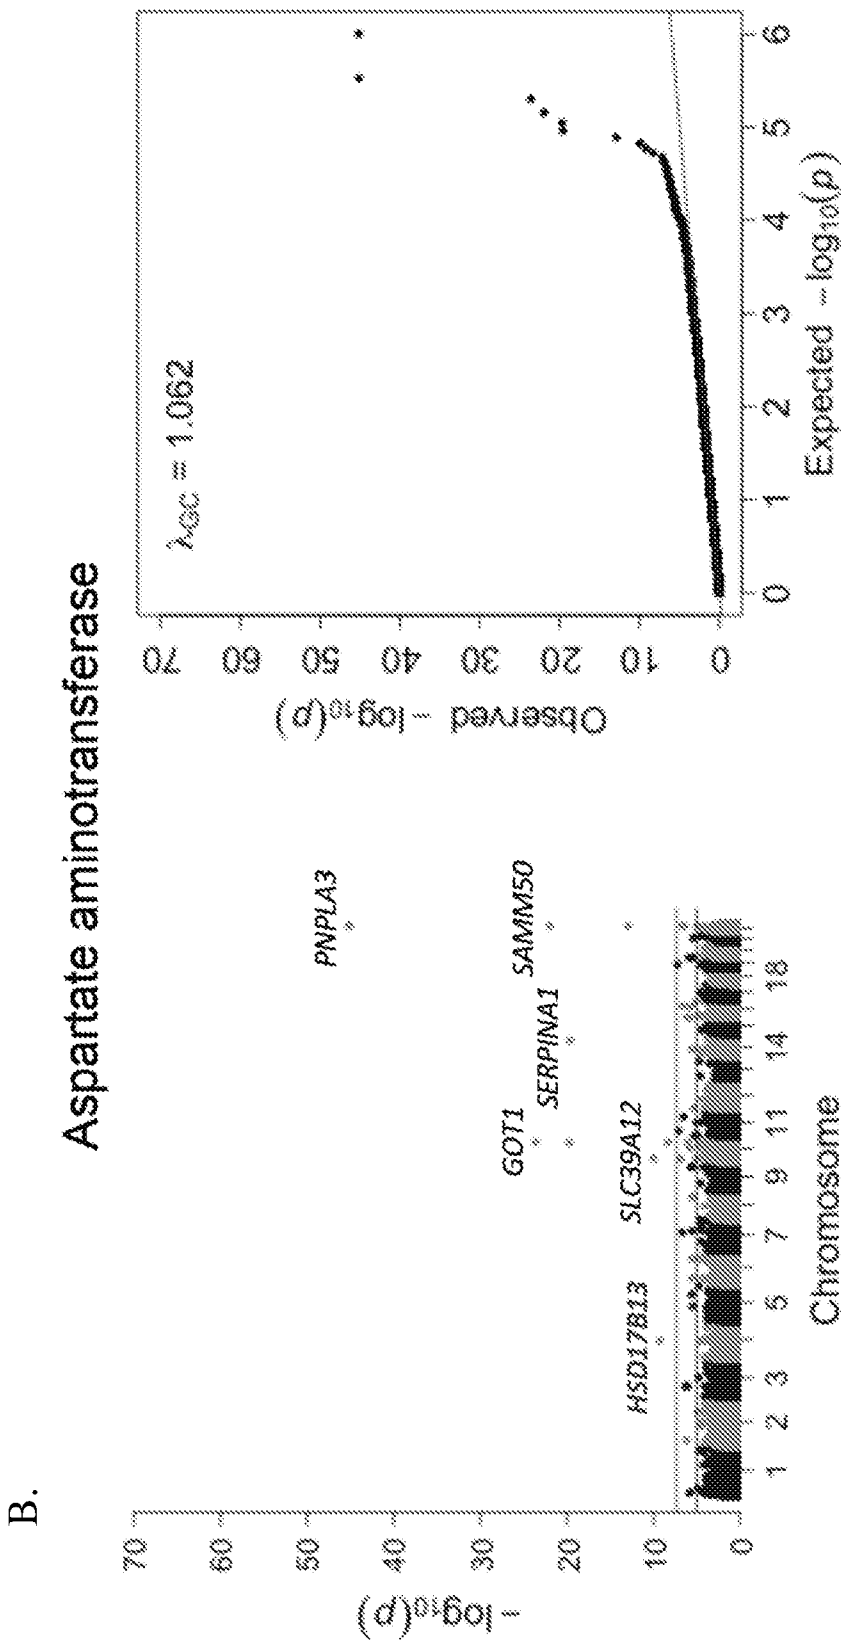 B.
Aspartate aminotransferase
−log10(p)
70
60
50
40
30
20
10
0
PNPLA3
SAMM50
SERPINA1
GOT1
SLC39A12
HSD17B13
1
2
3
5
7
9
11
14
18
Chromosome
Observed −log10(p)
70
60
50
40
30
20
10
0
λGC = 1.062
0
1
2
3
4
5
6
Expected −log10(p)